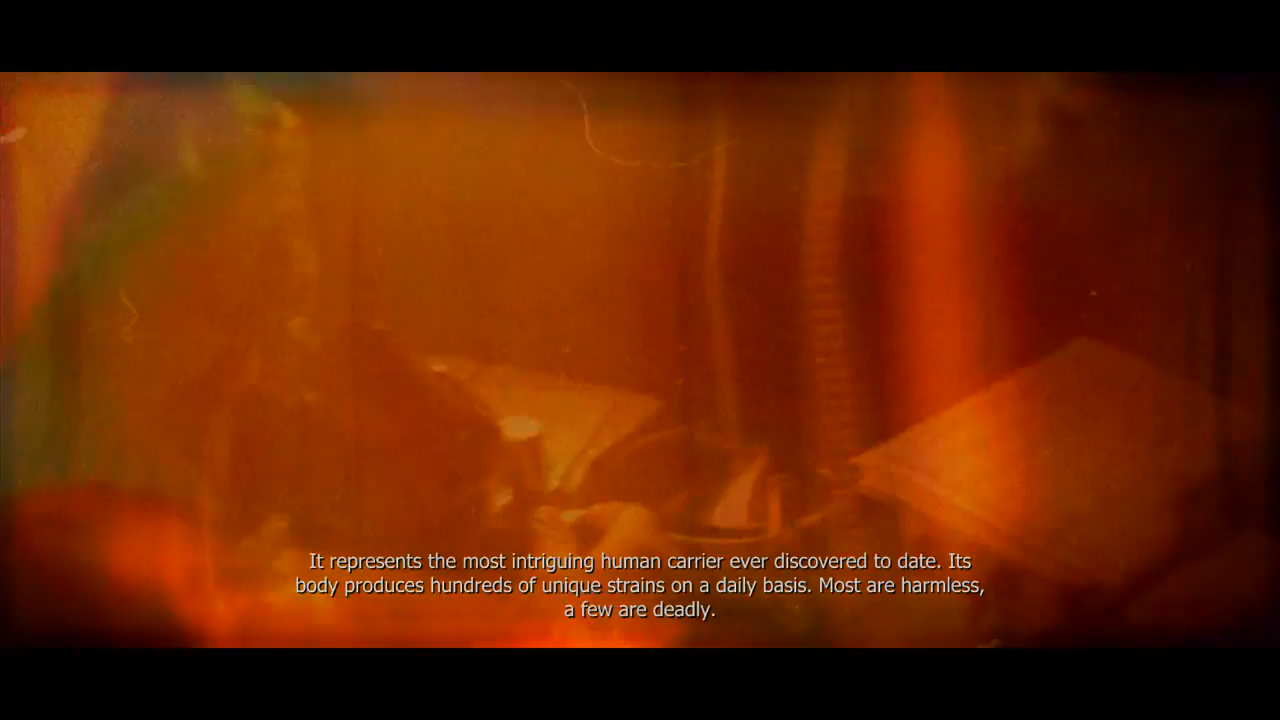 It represents the most intriguing human carrier ever discovered to date. Its
body produces hundreds of unique strains on a daily basis. Most are harmless,
a few are deadly.